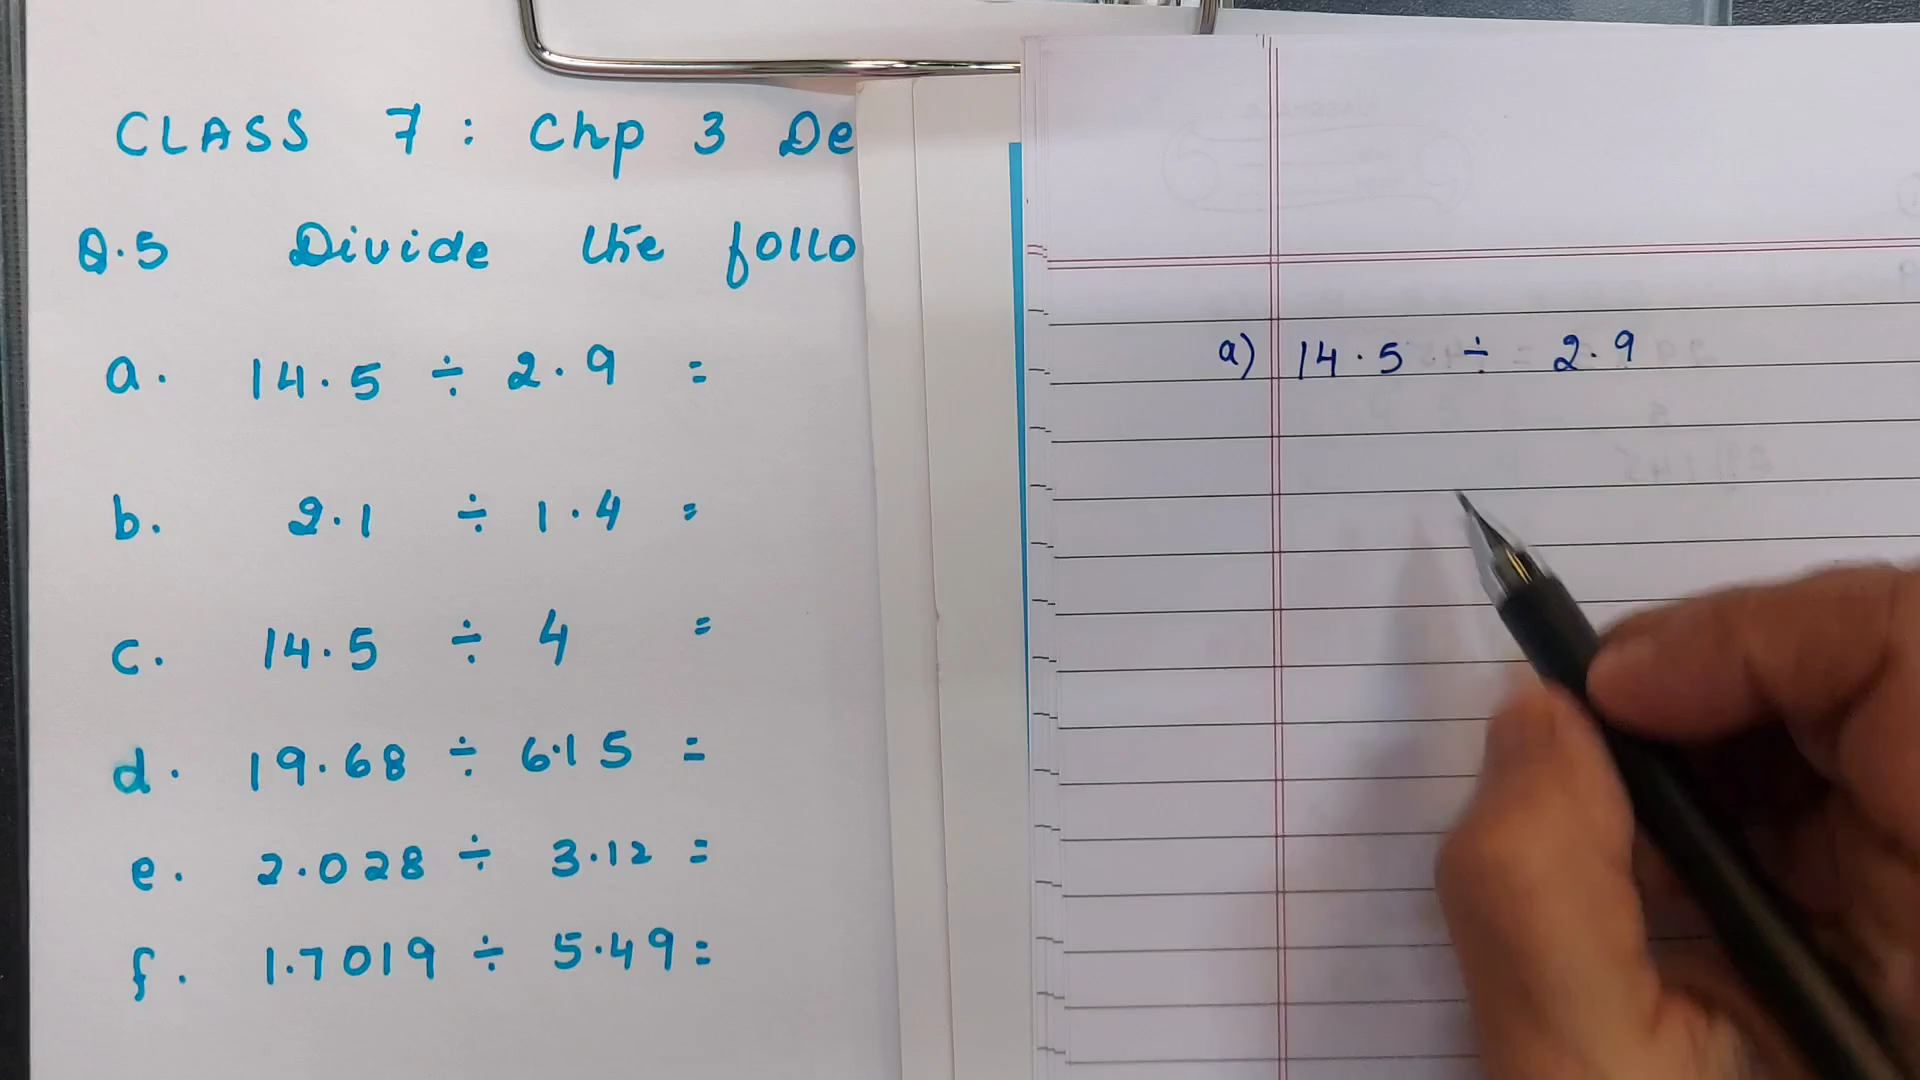 CLASS 7 : Chp 3 De
Q.5 Divide the follo
a. 14.5 ÷ 2.9 =
b. 2.1 ÷ 1.4 =
c. 14.5 ÷ 4 =
d. 19.68 ÷ 6.15 =
e. 2.028 ÷ 3.12 =
f. 1.7019 ÷ 5.49 =
a) 14.5 ÷ 2.9